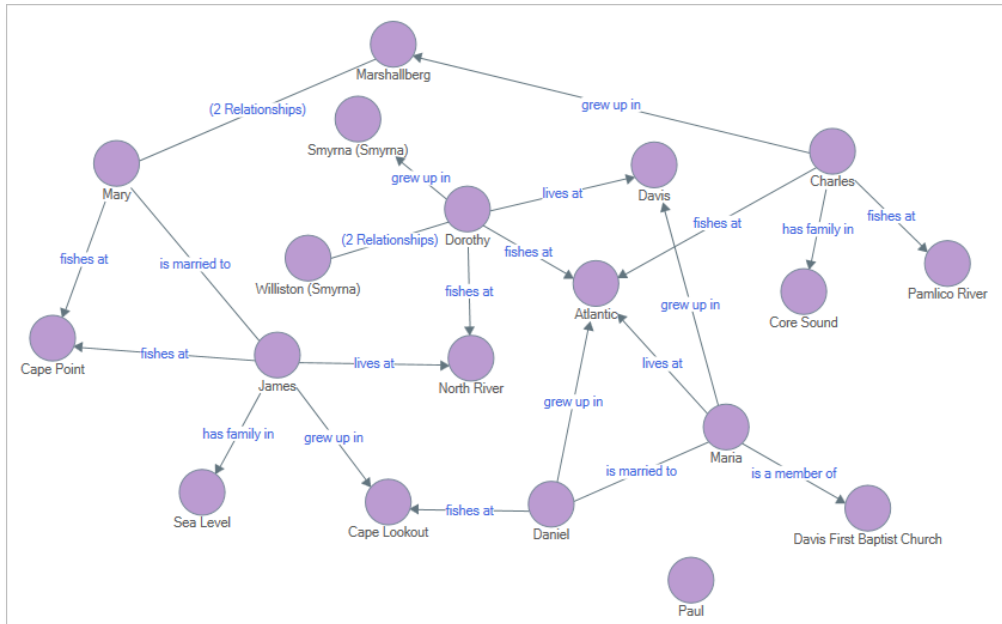 Marshallberg
(2 Relationships)
grew up in
Smyrna (Smyrna)
Mary
grew up in
Dorothy
lives at
Davis
Charles
fishes at
has family in
fishes at
Williston (Smyrna)
(2 Relationships)
fishes at
is married to
fishes at
fishes at
Atlantic
Core Sound
Pamlico River
grew up in
Cape Point
fishes at
James
lives at
North River
lives at
grew up in
has family in
grew up in
Maria
is married to
is a member of
Sea Level
Cape Lookout
fishes at
Daniel
Davis First Baptist Church
Paul